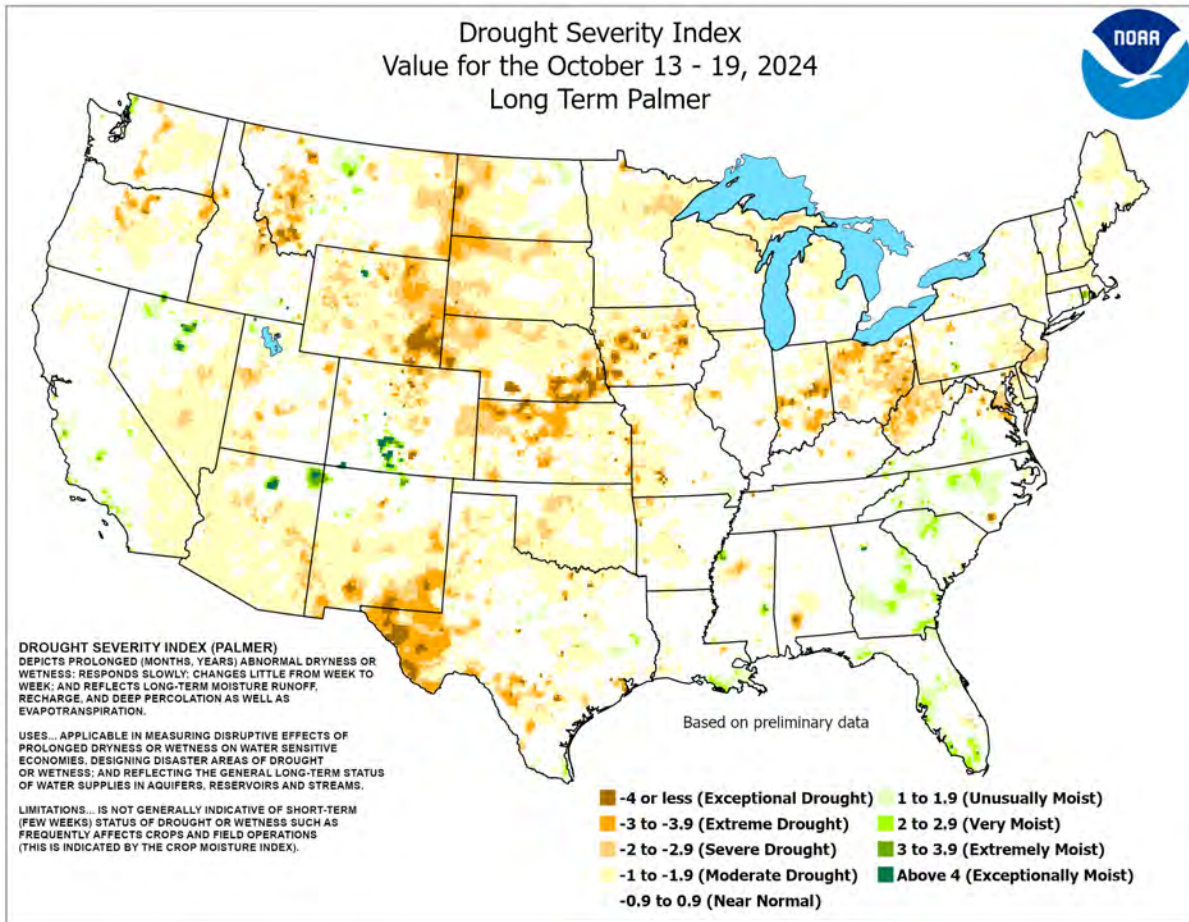 Drought Severity Index
Value for the October 13 - 19, 2024
Long Term Palmer
NOAA
DROUGHT SEVERITY INDEX (PALMER)
DEPICTS PROLONGED (MONTHS, YEARS) ABNORMAL DRYNESS OR
WETNESS; RESPONDS SLOWLY; CHANGES LITTLE FROM WEEK TO
WEEK; AND REFLECTS LONG-TERM MOISTURE RUNOFF,
RECHARGE, AND DEEP PERCOLATION AS WELL AS
EVAPOTRANSPIRATION.
USES... APPLICABLE IN MEASURING DISRUPTIVE EFFECTS OF
PROLONGED DRYNESS OR WETNESS ON WATER SENSITIVE
ECONOMIES, DESIGNING DISASTER AREAS OF DROUGHT
OR WETNESS; AND REFLECTING THE GENERAL LONG-TERM STATUS
OF WATER SUPPLIES IN AQUIFERS, RESERVOIRS AND STREAMS.
LIMITATIONS... IS NOT GENERALLY INDICATIVE OF SHORT-TERM
(FEW WEEKS) STATUS OF DROUGHT OR WETNESS SUCH AS
FREQUENTLY AFFECTS CROPS AND FIELD OPERATIONS
(THIS IS INDICATED BY THE CROP MOISTURE INDEX).
Based on preliminary data
-4 or less (Exceptional Drought)
-3 to -3.9 (Extreme Drought)
-2 to -2.9 (Severe Drought)
-1 to -1.9 (Moderate Drought)
-0.9 to 0.9 (Near Normal)
1 to 1.9 (Unusually Moist)
2 to 2.9 (Very Moist)
3 to 3.9 (Extremely Moist)
Above 4 (Exceptionally Moist)